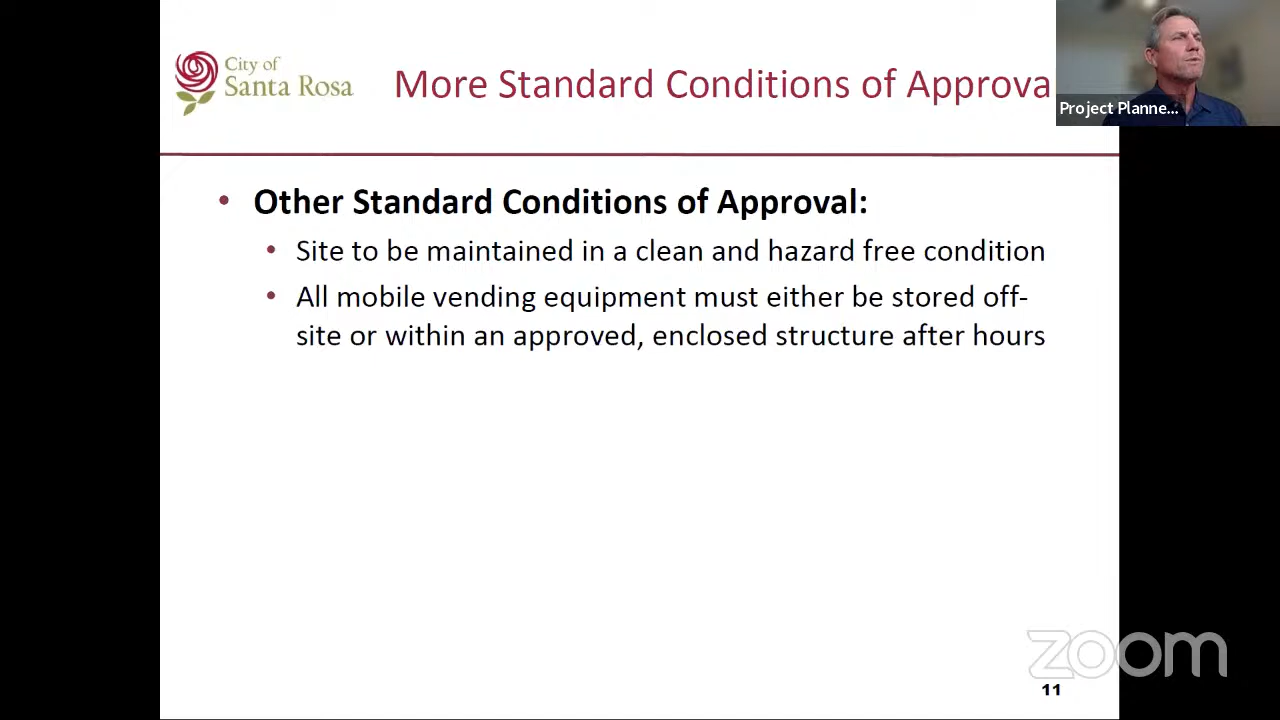 City of
Santa Rosa
More Standard Conditions of Approva
Project Planne...
• Other Standard Conditions of Approval:
• Site to be maintained in a clean and hazard free condition
• All mobile vending equipment must either be stored off-
site or within an approved, enclosed structure after hours
zoom
11